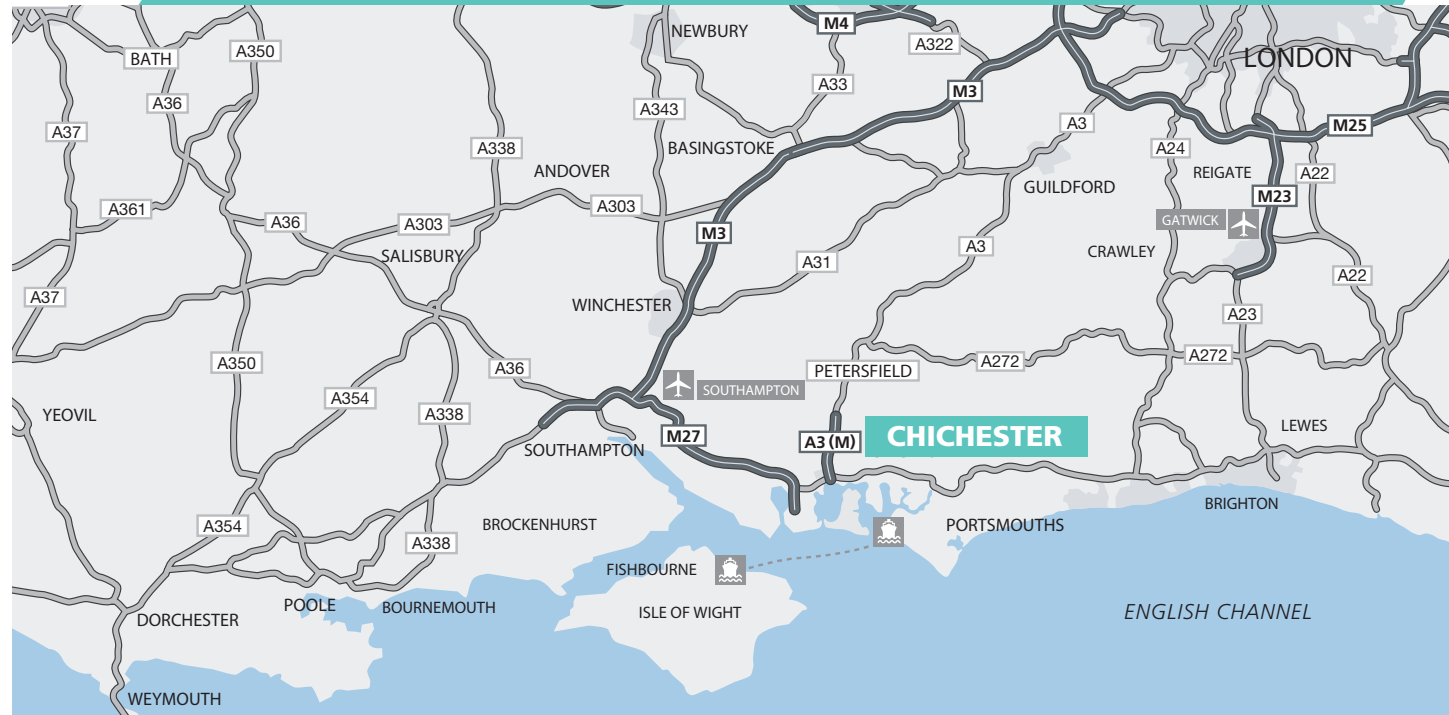 M4
NEWBURY
A322
A350
BATH
LONDON
A33
M3
A36
A343
A3
M25
A37
A338
BASINGSTOKE
A24
ANDOVER
REIGATE
A22
GUILDFORD
M23
A361
A36
A303
A303
M3
GATWICK
SALISBURY
A31
A3
CRAWLEY
A22
A37
WINCHESTER
A23
A350
A36
PETERSFIELD
A272
A272
SOUTHAMPTON
A354
YEOVIL
A338
M27
A3 (M)
CHICHESTER
LEWES
SOUTHAMPTON
BRIGHTON
A354
BROCKENHURST
PORTSMOUTHS
A338
FISHBOURNE
POOLE
BOURNEMOUTH
ISLE OF WIGHT
ENGLISH CHANNEL
DORCHESTER
WEYMOUTH